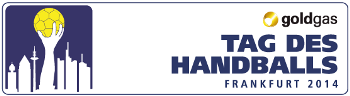 goldgas
TAG DES
HANDBALLS
FRANKFURT 2014